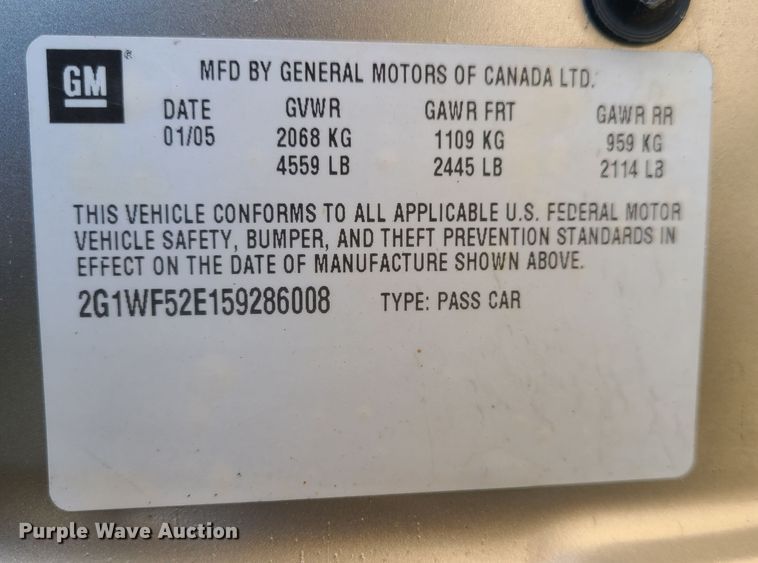 GM®
MFD BY GENERAL MOTORS OF CANADA LTD.
DATE GVWR GAWR FRT GAWR RR
01/05 2068 KG 1109 KG 959 KG
4559 LB 2445 LB 2114 LB
THIS VEHICLE CONFORMS TO ALL APPLICABLE U.S. FEDERAL MOTOR
VEHICLE SAFETY, BUMPER, AND THEFT PREVENTION STANDARDS IN
EFFECT ON THE DATE OF MANUFACTURE SHOWN ABOVE.
2G1WF52E159286008 TYPE: PASS CAR
Purple Wave Auction